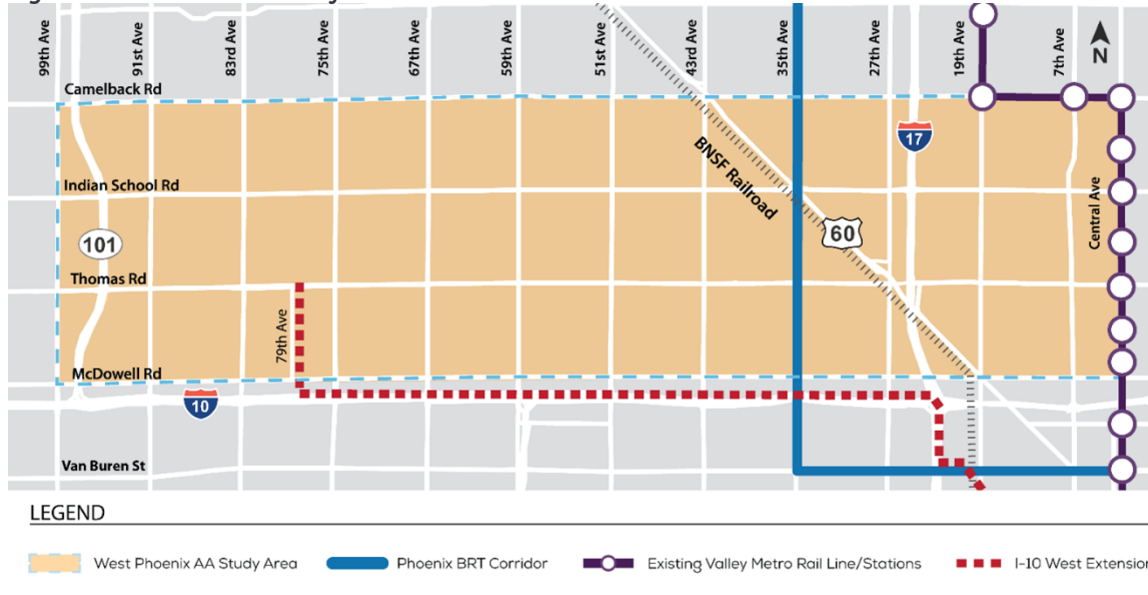 99th Ave
91st Ave
83rd Ave
75th Ave
67th Ave
59th Ave
51st Ave
43rd Ave
35th Ave
27th Ave
19th Ave
7th Ave
N
Camelback Rd
17
BNSF Railroad
Indian School Rd
Central Ave
101
60
Thomas Rd
79th Ave
McDowell Rd
10
Van Buren St
LEGEND
West Phoenix AA Study Area
Phoenix BRT Corridor
Existing Valley Metro Rail Line/Stations
I-10 West Extension